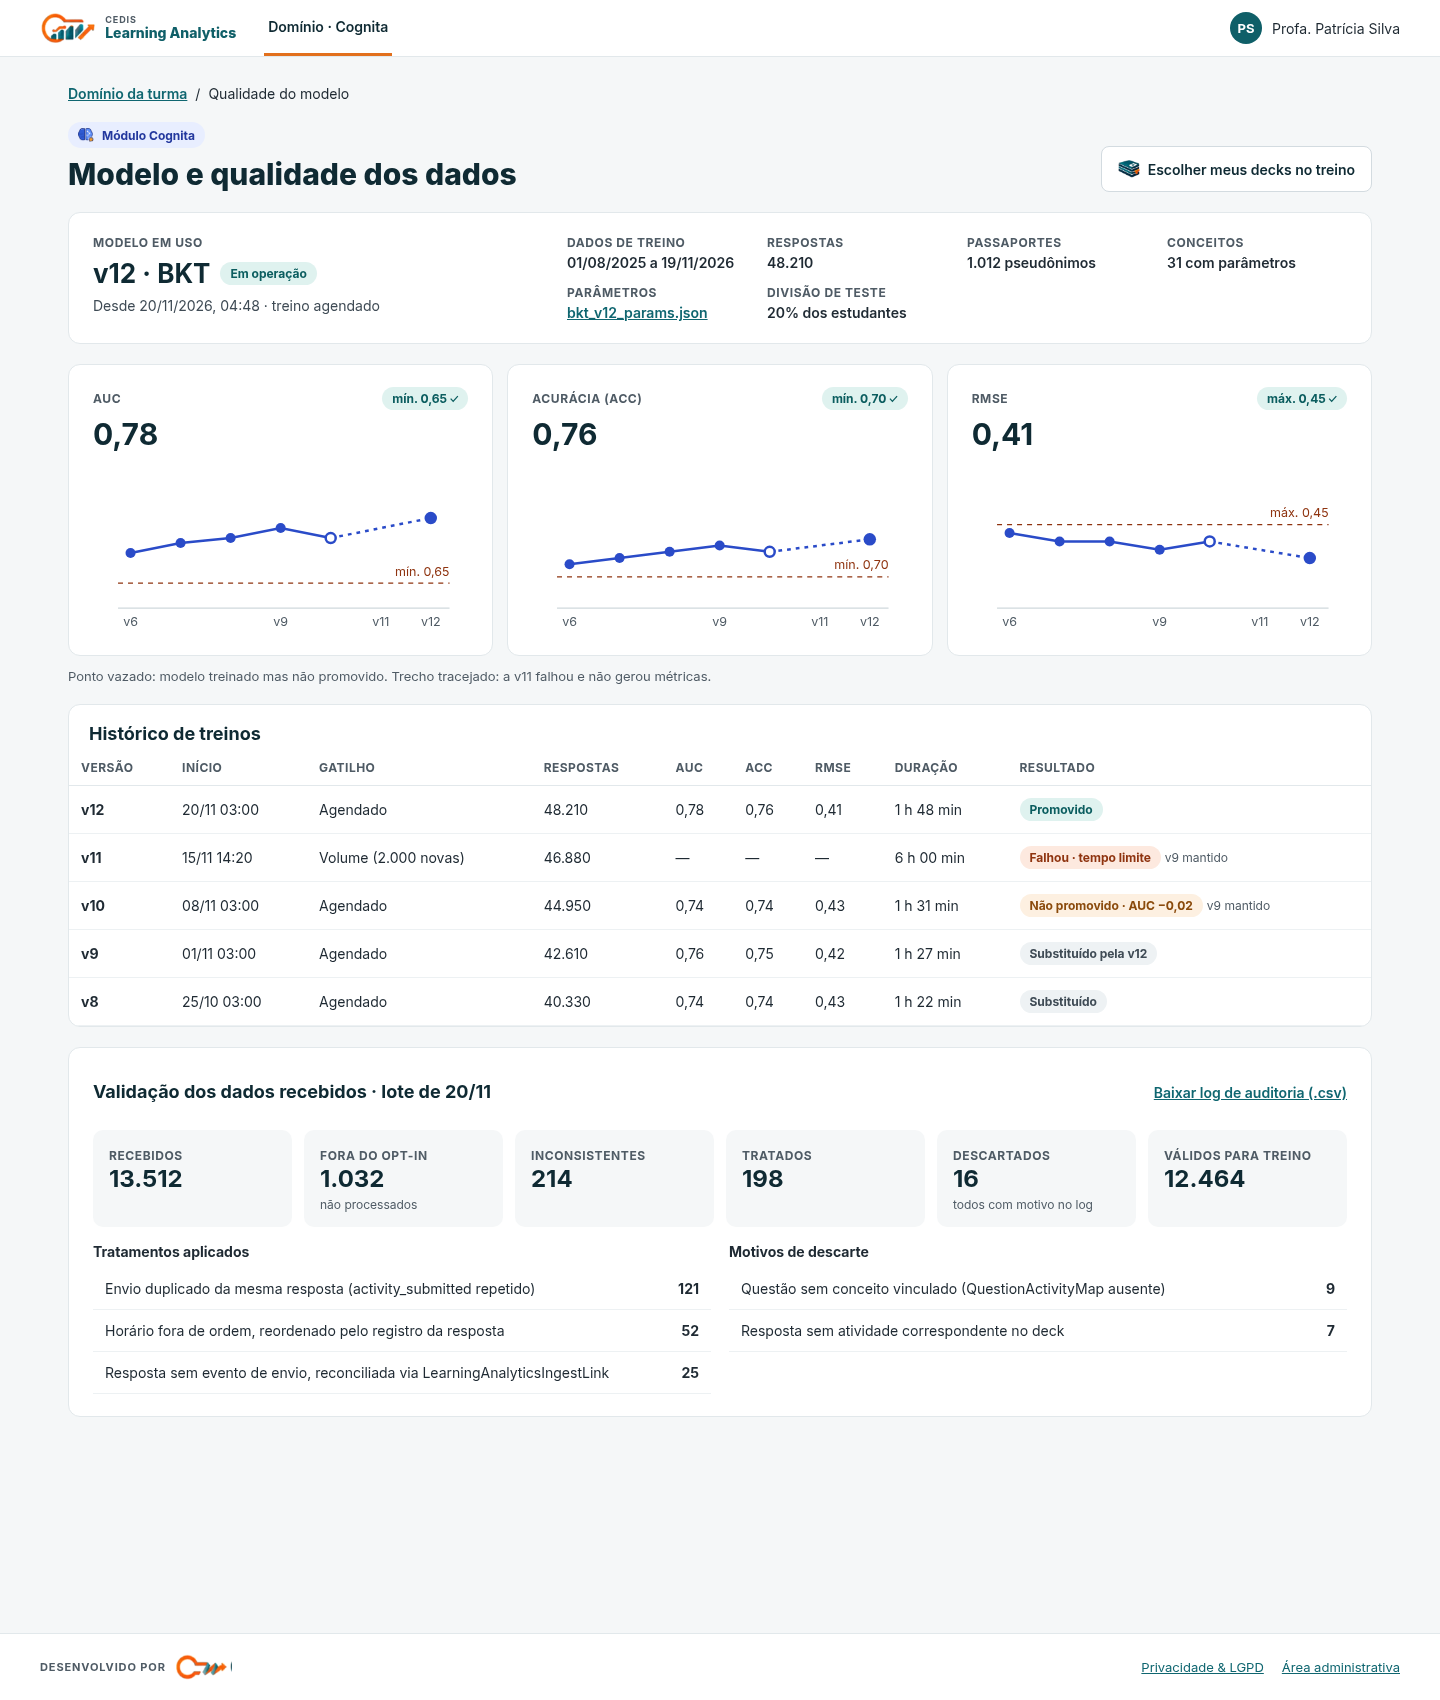 CEDIS
Learning Analytics
Domínio · Cognita
PS
Profa. Patrícia Silva
Domínio da turma / Qualidade do modelo
Módulo Cognita
Modelo e qualidade dos dados
Escolher meus decks no treino
MODELO EM USO
v12 · BKT
Em operação
Desde 20/11/2026, 04:48 · treino agendado
DADOS DE TREINO
01/08/2025 a 19/11/2026
RESPOSTAS
48.210
PASSAPORTES
1.012 pseudônimos
CONCEITOS
31 com parâmetros
PARÂMETROS
bkt_v12_params.json
DIVISÃO DE TESTE
20% dos estudantes
AUC
mín. 0,65 ✓
0,78
mín. 0,65
v6 v9 v11 v12
ACURÁCIA (ACC)
mín. 0,70 ✓
0,76
mín. 0,70
v6 v9 v11 v12
RMSE
máx. 0,45 ✓
0,41
máx. 0,45
v6 v9 v11 v12
Ponto vazado: modelo treinado mas não promovido. Trecho tracejado: a v11 falhou e não gerou métricas.
Histórico de treinos
VERSÃO INÍCIO GATILHO RESPOSTAS AUC ACC RMSE DURAÇÃO RESULTADO
v12 20/11 03:00 Agendado 48.210 0,78 0,76 0,41 1 h 48 min Promovido
v11 15/11 14:20 Volume (2.000 novas) 46.880 — — — 6 h 00 min Falhou · tempo limite v9 mantido
v10 08/11 03:00 Agendado 44.950 0,74 0,74 0,43 1 h 31 min Não promovido · AUC −0,02 v9 mantido
v9 01/11 03:00 Agendado 42.610 0,76 0,75 0,42 1 h 27 min Substituído pela v12
v8 25/10 03:00 Agendado 40.330 0,74 0,74 0,43 1 h 22 min Substituído
Validação dos dados recebidos · lote de 20/11
Baixar log de auditoria (.csv)
RECEBIDOS
13.512
FORA DO OPT-IN
1.032
não processados
INCONSISTENTES
214
TRATADOS
198
DESCARTADOS
16
todos com motivo no log
VÁLIDOS PARA TREINO
12.464
Tratamentos aplicados
Envio duplicado da mesma resposta (activity_submitted repetido) 121
Horário fora de ordem, reordenado pelo registro da resposta 52
Resposta sem evento de envio, reconciliada via LearningAnalyticsIngestLink 25
Motivos de descarte
Questão sem conceito vinculado (QuestionActivityMap ausente) 9
Resposta sem atividade correspondente no deck 7
DESENVOLVIDO POR
Privacidade & LGPD
Área administrativa